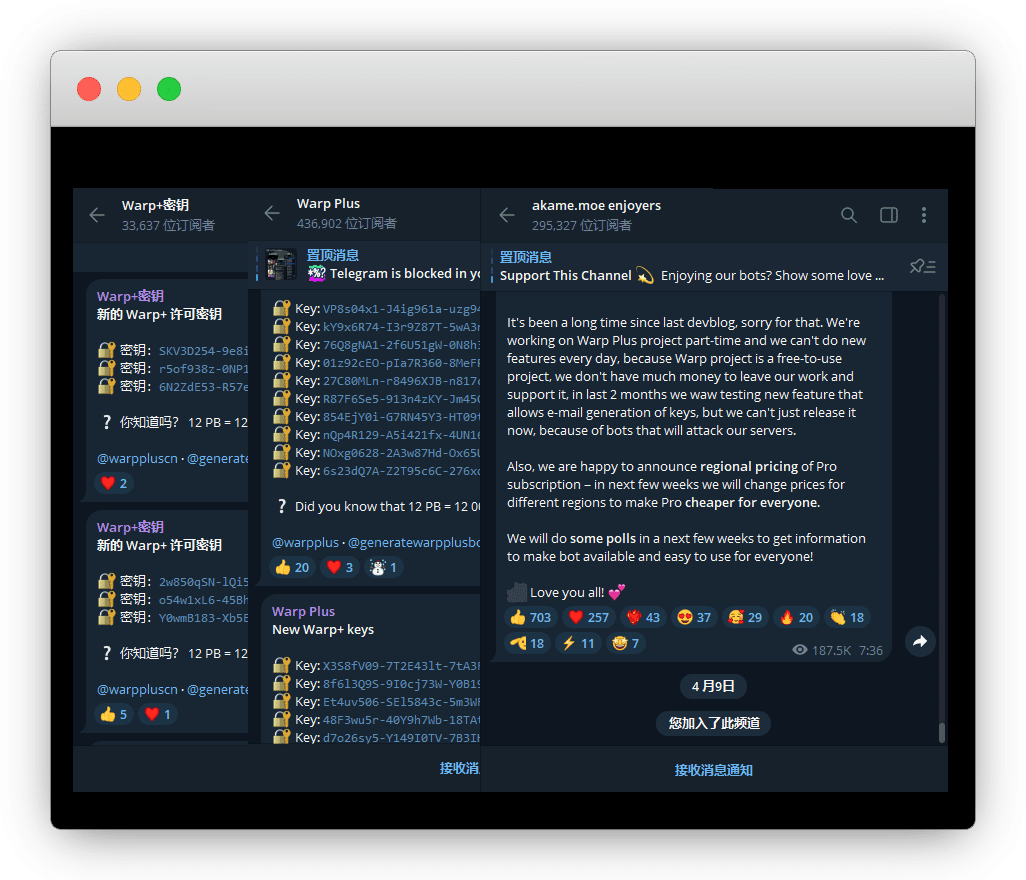 Warp+密钥
33,637 位订阅者
Warp+密钥
新的 Warp+ 许可密钥
密钥: SKV3D254-9e8i
密钥: r5of938z-0NP1
密钥: 6N2ZdE53-R57e
❔ 你知道吗? 12 PB = 12
@warppluscn · @generate
❤️ 2
Warp+密钥
新的 Warp+ 许可密钥
密钥: 2w850qSN-lQi5
密钥: o54w1xL6-45Bh
密钥: Y0wmB183-Xb5E
❔ 你知道吗? 12 PB = 12
@warppluscn · @generate
👍 5 ❤️ 1
Warp Plus
436,902 位订阅者
置顶消息
Telegram is blocked in yo
🔐 Key: VP8s04x1-J4ig961a-uzg94
🔐 Key: kY9x6R74-I3r9Z87T-5wA3
🔐 Key: 76Q8gNA1-2f6U51gW-0N8h
🔐 Key: 01z92cEO-pIa7R360-8MeF
🔐 Key: 27C80MLn-r8496XJB-n817
🔐 Key: R87F6Se5-913n4zKY-Jm45
🔐 Key: 854EjY0i-G7RN45Y3-HT09
🔐 Key: nQp4R129-A5i421fx-4UN16
🔐 Key: NOxg0628-2A3w87Hd-Ox65
🔐 Key: 6s23dQ7A-Z2T95c6C-276x
❔ Did you know that 12 PB = 12 00
@warpplus · @generatewarpplusbo
👍 20 ❤️ 3 ☃️ 1
Warp Plus
New Warp+ keys
🔐 Key: X3S8fV09-7T2E43lt-7tA3
🔐 Key: 8f6l3Q9S-9I0cj73W-Y0B19
🔐 Key: Et4uv506-SEl5843c-5m3W
🔐 Key: 48F3wu5r-40Y9h7Wb-18TA
🔐 Key: d7o26sy5-Y149I0TV-7B3I
接收消
akame.moe enjoyers
295,327 位订阅者
置顶消息
Support This Channel 💫 Enjoying our bots? Show some love ...
It's been a long time since last devblog, sorry for that. We're
working on Warp Plus project part-time and we can't do new
features every day, because Warp project is a free-to-use
project, we don't have much money to leave our work and
support it, in last 2 months we waw testing new feature that
allows e-mail generation of keys, but we can't just release it
now, because of bots that will attack our servers.
Also, we are happy to announce regional pricing of Pro
subscription – in next few weeks we will change prices for
different regions to make Pro cheaper for everyone.
We will do some polls in a next few weeks to get information
to make bot available and easy to use for everyone!
Love you all! 💕
👍 703 ❤️ 257 ❤️‍🔥 43 😍 37 🥰 29 🔥 20 👏 18
18 ⚡ 11 🤩 7
187.5K 7:36
4 月9日
您加入了此频道
接收消息通知